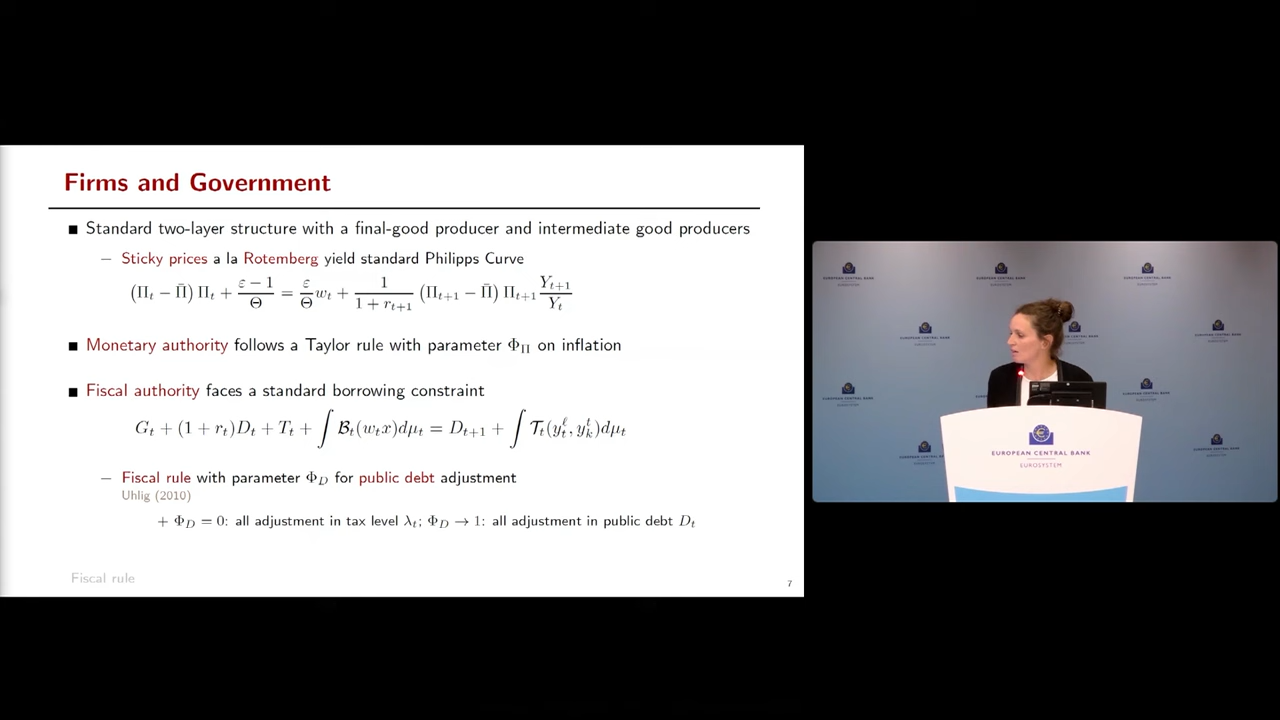 Firms and Government
■ Standard two-layer structure with a final-good producer and intermediate good producers
– Sticky prices a la Rotemberg yield standard Philipps Curve
(Π_t − Π̄) Π_t + (ε − 1)/Θ = (ε/Θ) w_t + 1/(1 + r_{t+1}) (Π_{t+1} − Π̄) Π_{t+1} Y_{t+1}/Y_t
■ Monetary authority follows a Taylor rule with parameter Φ_Π on inflation
■ Fiscal authority faces a standard borrowing constraint
G_t + (1 + r_t)D_t + T_t + ∫ 𝓑_t(w_t x)dμ_t = D_{t+1} + ∫ 𝒯_t(y_t^ℓ, y_k^t)dμ_t
– Fiscal rule with parameter Φ_D for public debt adjustment
Uhlig (2010)
+ Φ_D = 0: all adjustment in tax level λ_t; Φ_D → 1: all adjustment in public debt D_t
Fiscal rule
7
EUROPEAN CENTRAL BANK
EUROSYSTEM